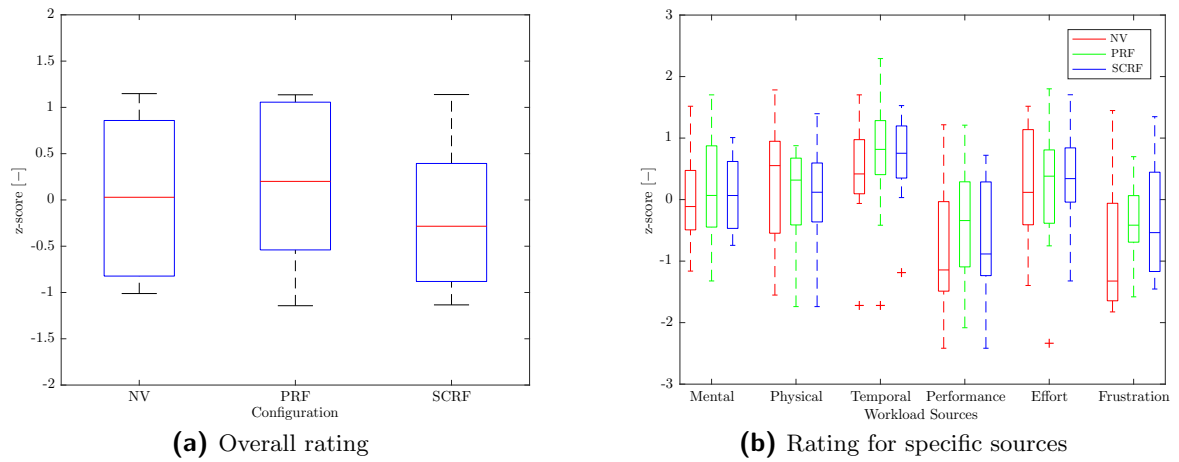 2
1.5
1
0.5
0
-0.5
-1
-1.5
-2
z-score [−]
NV PRF SCRF
Configuration
(a) Overall rating
3
2
1
0
-1
-2
-3
z-score [−]
NV
PRF
SCRF
Mental Physical Temporal Performance Effort Frustration
Workload Sources
(b) Rating for specific sources